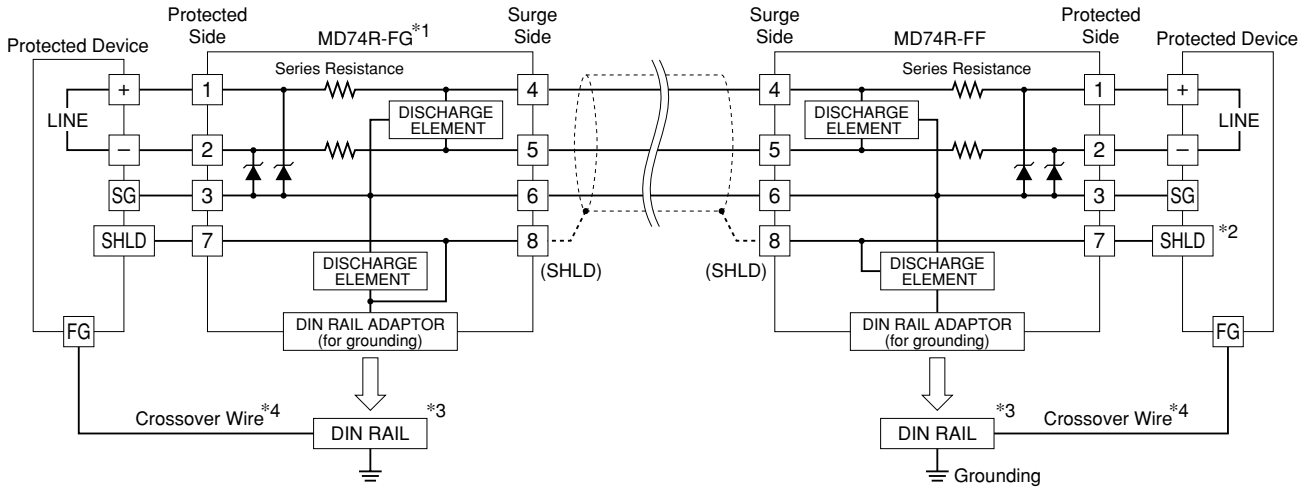 Protected Device
Protected
Side
MD74R-FG*1
Surge
Side
Surge
Side
MD74R-FF
Protected
Side
Protected Device
Series Resistance
Series Resistance
+
1
4
4
1
+
LINE
DISCHARGE
ELEMENT
DISCHARGE
ELEMENT
LINE
–
2
5
5
2
–
SG
3
6
6
3
SG
SHLD
7
8
8
7
SHLD
*2
(SHLD)
(SHLD)
DISCHARGE
ELEMENT
DISCHARGE
ELEMENT
FG
DIN RAIL ADAPTOR
(for grounding)
DIN RAIL ADAPTOR
(for grounding)
FG
Crossover Wire*4
DIN RAIL
*3
DIN RAIL
*3
Crossover Wire*4
Grounding